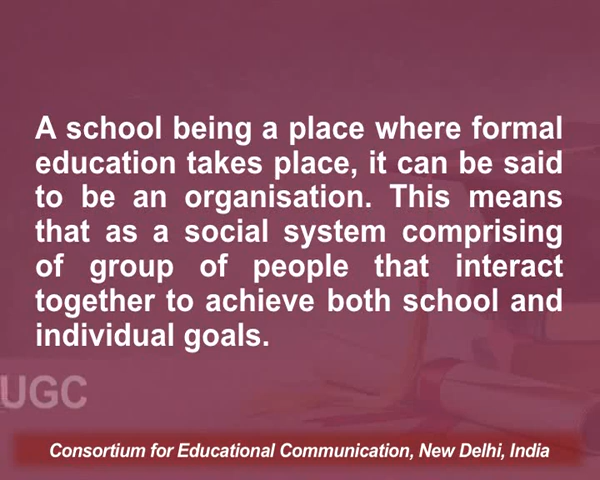 A school being a place where formal
education takes place, it can be said
to be an organisation. This means
that as a social system comprising
of group of people that interact
together to achieve both school and
individual goals.
UGC
Consortium for Educational Communication, New Delhi, India